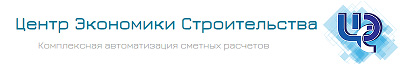 Центр Экономики Строительства
Комплексная автоматизация сметных расчетов